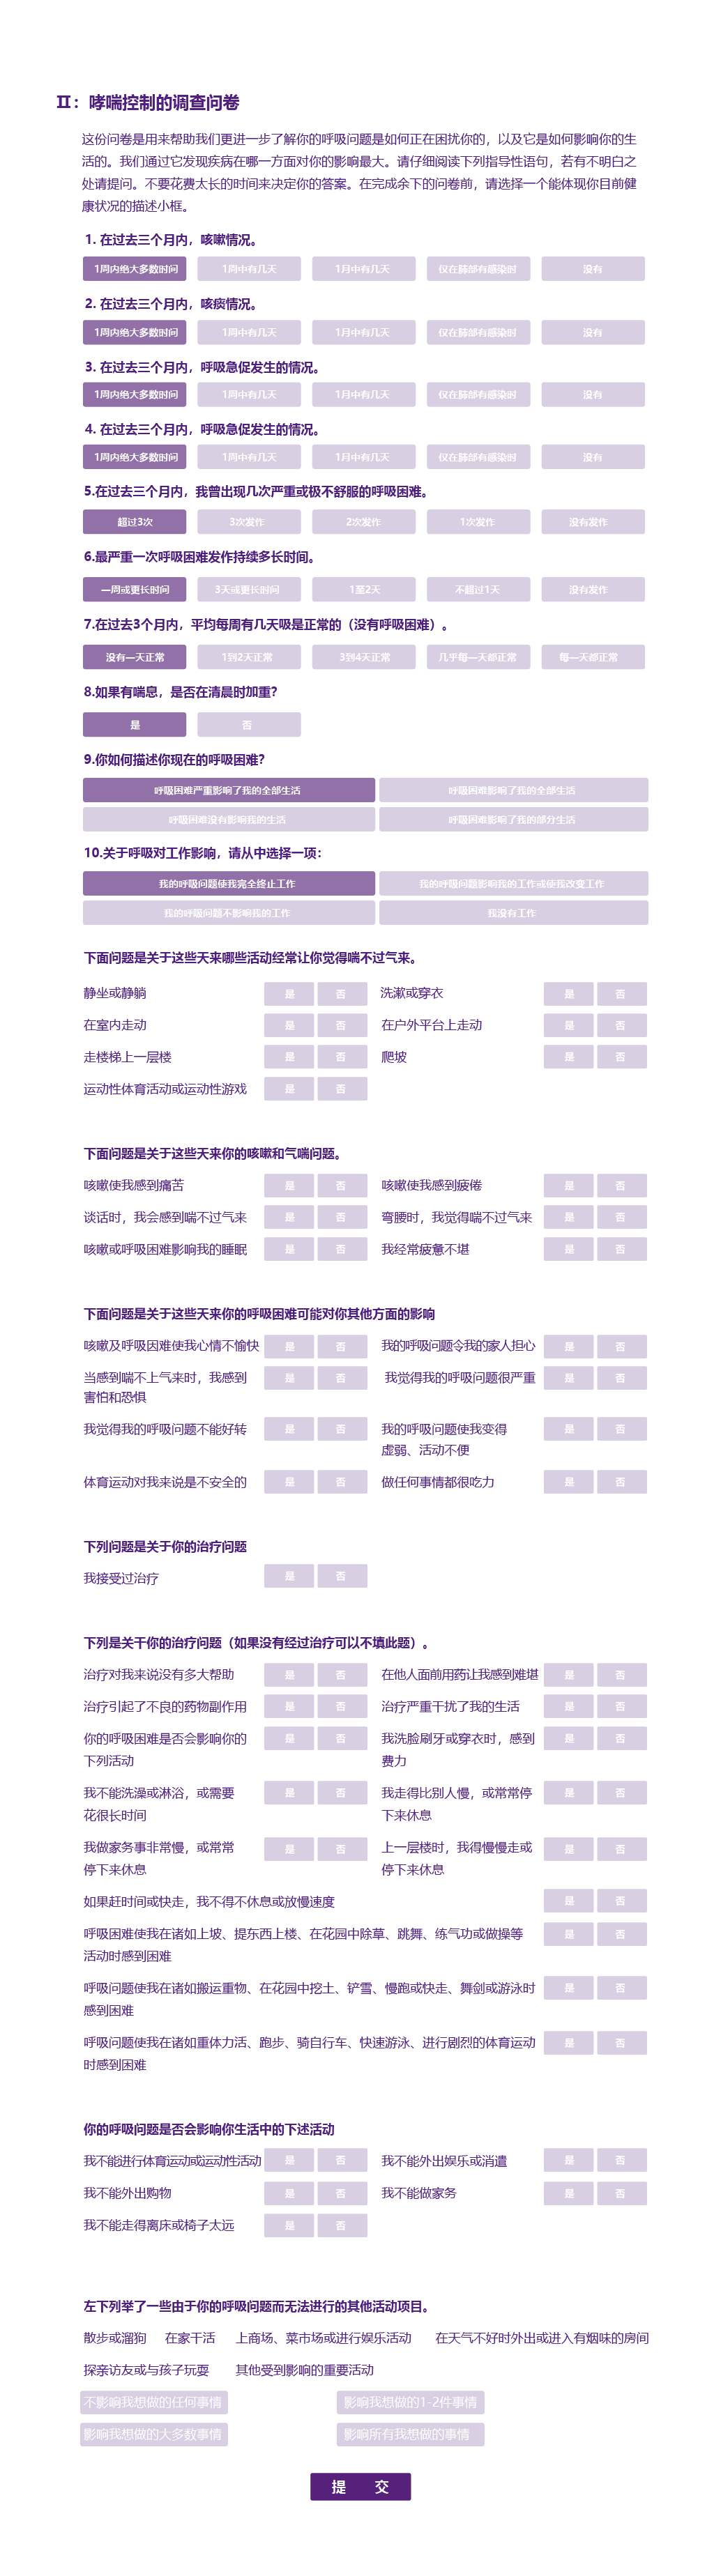 Ⅱ：哮喘控制的调查问卷
这份问卷是用来帮助我们更进一步了解你的呼吸问题是如何正在困扰你的，以及它是如何影响你的生
活的。我们通过它发现疾病在哪一方面对你的影响最大。请仔细阅读下列指导性语句，若有不明白之
处请提问。不要花费太长的时间来决定你的答案。在完成余下的问卷前，请选择一个能体现你目前健
康状况的描述小框。
1. 在过去三个月内，咳嗽情况。
1周内绝大多数时间 1周中有几天 1月中有几天 仅在肺部有感染时 没有
2. 在过去三个月内，咳痰情况。
1周内绝大多数时间 1周中有几天 1月中有几天 仅在肺部有感染时 没有
3. 在过去三个月内，呼吸急促发生的情况。
1周内绝大多数时间 1周中有几天 1月中有几天 仅在肺部有感染时 没有
4. 在过去三个月内，呼吸急促发生的情况。
1周内绝大多数时间 1周中有几天 1月中有几天 仅在肺部有感染时 没有
5.在过去三个月内，我曾出现几次严重或极不舒服的呼吸困难。
超过3次 3次发作 2次发作 1次发作 没有发作
6.最严重一次呼吸困难发作持续多长时间。
一周或更长时间 3天或更长时间 1至2天 不超过1天 没有发作
7.在过去3个月内，平均每周有几天吸是正常的（没有呼吸困难）。
没有一天正常 1到2天正常 3到4天正常 几乎每一天都正常 每一天都正常
8.如果有喘息，是否在清晨时加重？
是 否
9.你如何描述你现在的呼吸困难？
呼吸困难严重影响了我的全部生活 呼吸困难影响了我的全部生活
呼吸困难没有影响我的生活 呼吸困难影响了我的部分生活
10.关于呼吸对工作影响，请从中选择一项：
我的呼吸问题使我完全终止工作 我的呼吸问题影响我的工作或使我改变工作
我的呼吸问题不影响我的工作 我没有工作
下面问题是关于这些天来哪些活动经常让你觉得喘不过气来。
静坐或静躺 是 否 洗漱或穿衣 是 否
在室内走动 是 否 在户外平台上走动 是 否
走楼梯上一层楼 是 否 爬坡 是 否
运动性体育活动或运动性游戏 是 否
下面问题是关于这些天来你的咳嗽和气喘问题。
咳嗽使我感到痛苦 是 否 咳嗽使我感到疲倦 是 否
谈话时，我会感到喘不过气来 是 否 弯腰时，我觉得喘不过气来 是 否
咳嗽或呼吸困难影响我的睡眠 是 否 我经常疲惫不堪 是 否
下面问题是关于这些天来你的呼吸困难可能对你其他方面的影响
咳嗽及呼吸因难使我心情不愉快 是 否 我的呼吸问题令我的家人担心 是 否
当感到喘不上气来时，我感到 是 否 我觉得我的呼吸问题很严重 是 否
害怕和恐惧
我觉得我的呼吸问题不能好转 是 否 我的呼吸问题使我变得 是 否
虚弱、活动不便
体育运动对我来说是不安全的 是 否 做任何事情都很吃力 是 否
下列问题是关于你的治疗问题
我接受过治疗 是 否
下列是关于你的治疗问题（如果没有经过治疗可以不填此题）。
治疗对我来说没有多大帮助 是 否 在他人面前用药让我感到难堪 是 否
治疗引起了不良的药物副作用 是 否 治疗严重干扰了我的生活 是 否
你的呼吸困难是否会影响你的 是 否 我洗脸刷牙或穿衣时，感到 是 否
下列活动 费力
我不能洗澡或淋浴，或需要 是 否 我走得比别人慢，或常常停 是 否
花很长时间 下来休息
我做家务事非常慢，或常常 是 否 上一层楼时，我得慢慢走或 是 否
停下来休息 停下来休息
如果赶时间或快走，我不得不休息或放慢速度 是 否
呼吸困难使我在诸如上坡、提东西上楼、在花园中除草、跳舞、练气功或做操等 是 否
活动时感到困难
呼吸问题使我在诸如搬运重物、在花园中挖土、铲雪、慢跑或快走、舞剑或游泳时 是 否
感到困难
呼吸问题使我在诸如重体力活、跑步、骑自行车、快速游泳、进行剧烈的体育运动 是 否
时感到困难
你的呼吸问题是否会影响你生活中的下述活动
我不能进行体育运动或运动性活动 是 否 我不能外出娱乐或消遣 是 否
我不能外出购物 是 否 我不能做家务 是 否
我不能走得离床或椅子太远 是 否
左下列举了一些由于你的呼吸问题而无法进行的其他活动项目。
散步或溜狗 在家干活 上商场、菜市场或进行娱乐活动 在天气不好时外出或进入有烟味的房间
探亲访友或与孩子玩耍 其他受到影响的重要活动
不影响我想做的任何事情 影响我想做的1-2件事情
影响我想做的大多数事情 影响所有我想做的事情
提 交